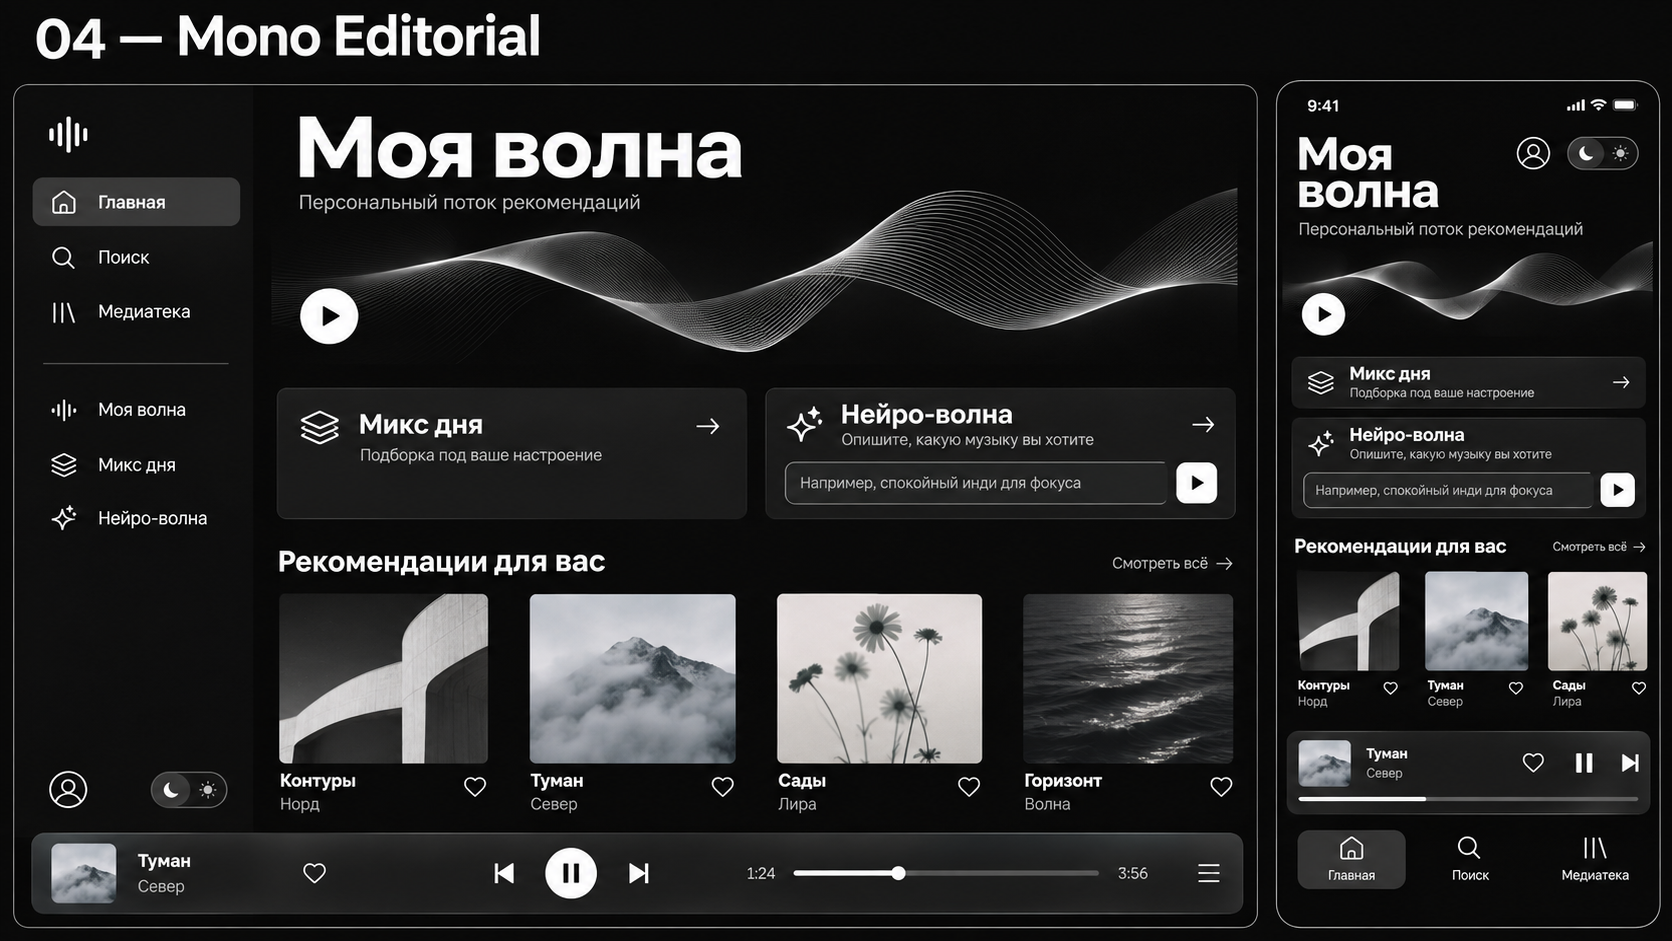 04 — Mono Editorial
Главная
Поиск
Медиатека
Моя волна
Микс дня
Нейро-волна
Моя волна
Персональный поток рекомендаций
Микс дня
Подборка под ваше настроение
Нейро-волна
Опишите, какую музыку вы хотите
Например, спокойный инди для фокуса
Рекомендации для вас
Смотреть всё →
Контуры
Норд
Туман
Север
Сады
Лира
Горизонт
Волна
Туман
Север
1:24
3:56
9:41
Моя
волна
Персональный поток рекомендаций
Микс дня
Подборка под ваше настроение
Нейро-волна
Опишите, какую музыку вы хотите
Например, спокойный инди для фокуса
Рекомендации для вас
Смотреть всё →
Контуры
Норд
Туман
Север
Сады
Лира
Туман
Север
Главная
Поиск
Медиатека